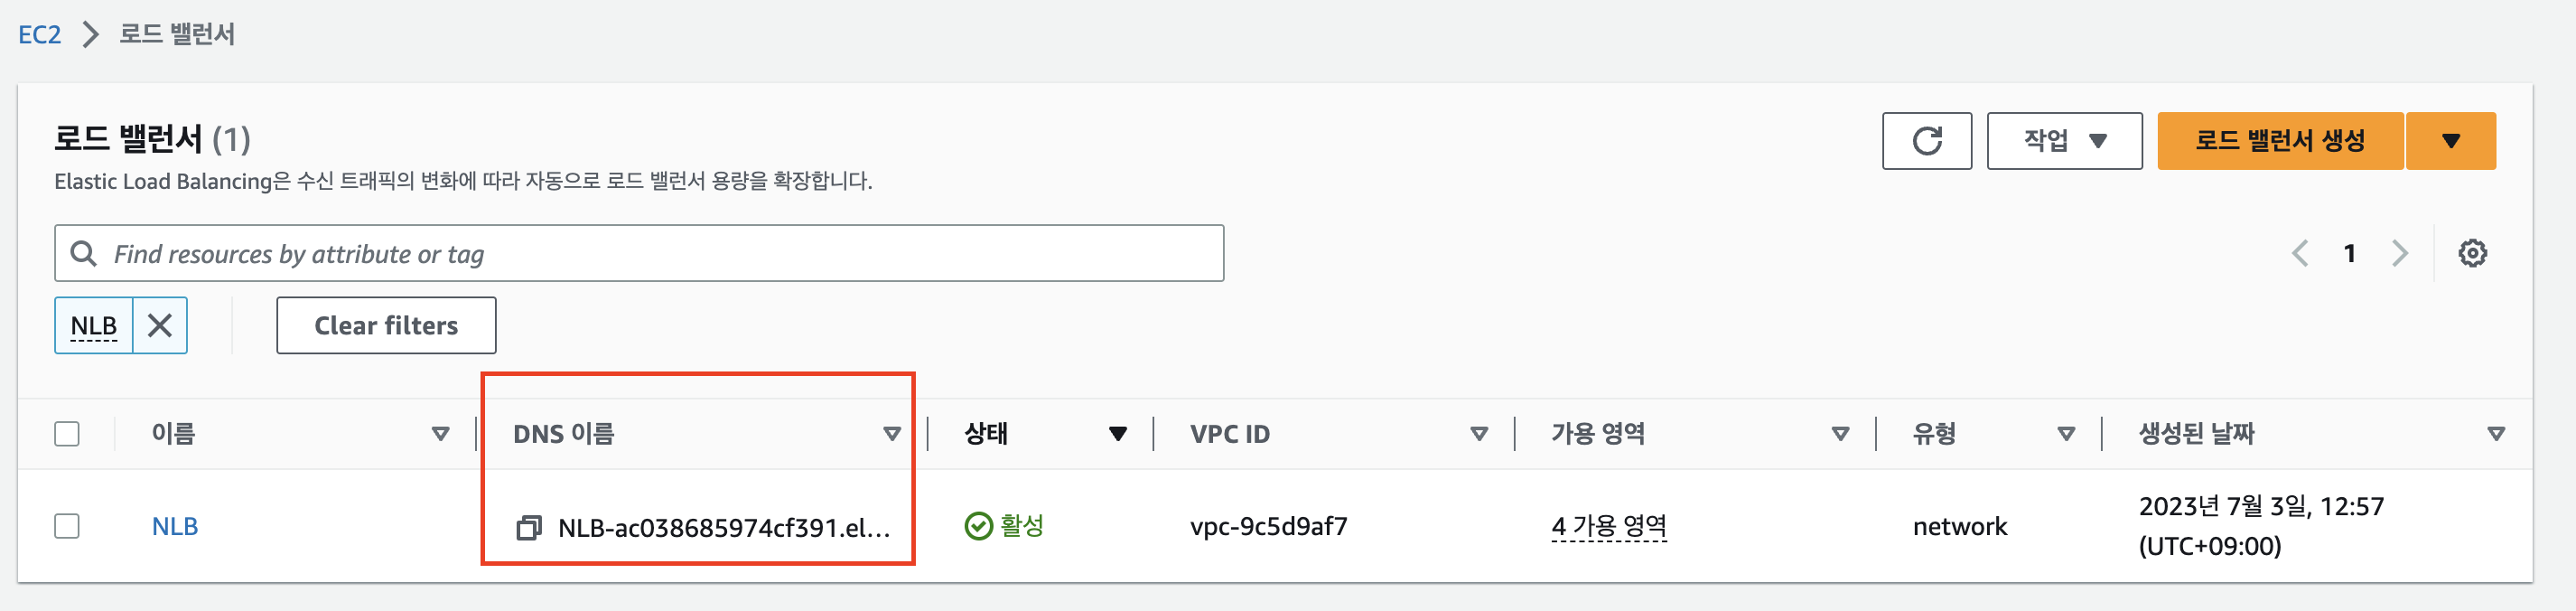 EC2 > 로드 밸런서
로드 밸런서 (1)
작업
로드 밸런서 생성
Elastic Load Balancing은 수신 트래픽의 변화에 따라 자동으로 로드 밸런서 용량을 확장합니다.
Find resources by attribute or tag
1
NLB
Clear filters
이름 DNS 이름 상태 VPC ID 가용 영역 유형 생성된 날짜
NLB NLB-ac038685974cf391.el... 활성 vpc-9c5d9af7 4 가용 영역 network 2023년 7월 3일, 12:57
(UTC+09:00)